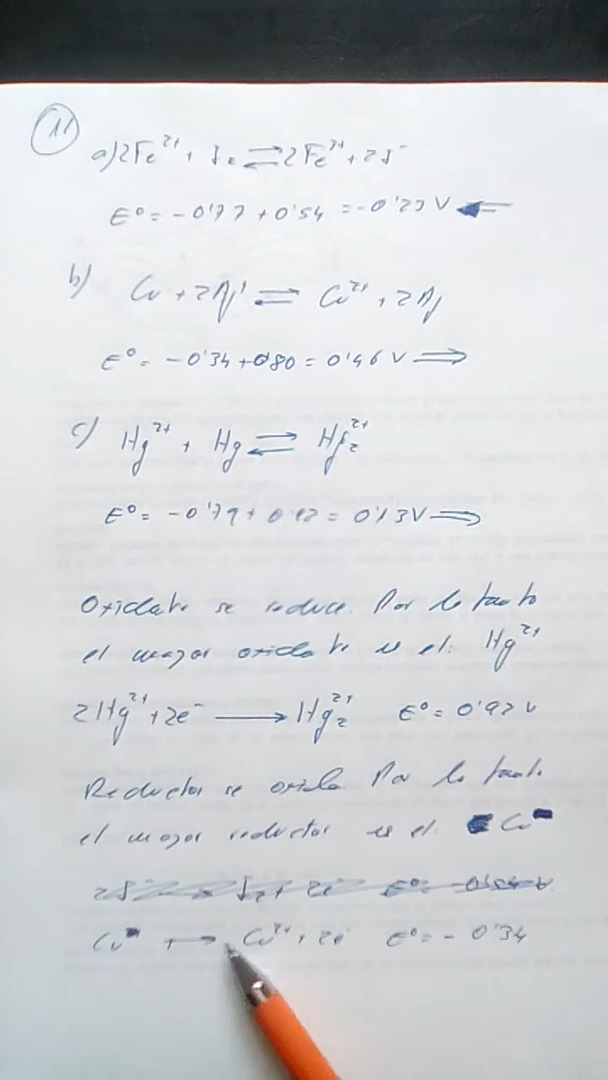 11
a) 2Fe²⁺ + I₂ ⇌ 2Fe³⁺ + 2I⁻
E° = -0'77 + 0'54 = -0'23 V ⇐
b) Cu + 2Ag⁺ ⇌ Cu²⁺ + 2Ag
E° = -0'34 + 0'80 = 0'46 V ⇒
c) Hg²⁺ + Hg ⇌ Hg₂²⁺
E° = -0'79 + 0'92 = 0'13 V ⇒
Oxidante se reduce. Por lo tanto
el mayor oxidante es el: Hg²⁺
2Hg²⁺ + 2e⁻ ⟶ Hg₂²⁺ E° = 0'92 V
Reductor se oxida. Por lo tanto
el mayor reductor es el: Cu
Cu ⟶ Cu²⁺ + 2e⁻ E° = -0'34